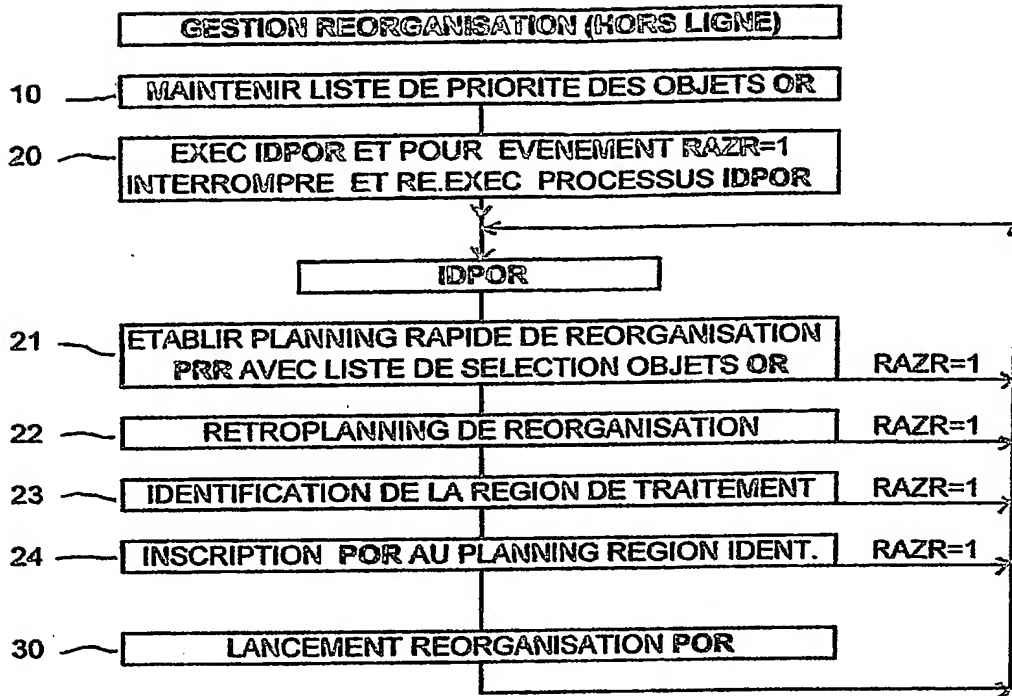 GESTION REORGANISATION (HORS LIGNE)
10 MAINTENIR LISTE DE PRIORITE DES OBJETS OR
20 EXEC IDPOR ET POUR EVENEMENT RAZR=1
INTERROMPRE ET RE.EXEC PROCESSUS IDPOR
IDPOR
21 ETABLIR PLANNING RAPIDE DE REORGANISATION
PRR AVEC LISTE DE SELECTION OBJETS OR RAZR=1
22 RETROPLANNING DE REORGANISATION RAZR=1
23 IDENTIFICATION DE LA REGION DE TRAITEMENT RAZR=1
24 INSCRIPTION POR AU PLANNING REGION IDENT. RAZR=1
30 LANCEMENT REORGANISATION POR